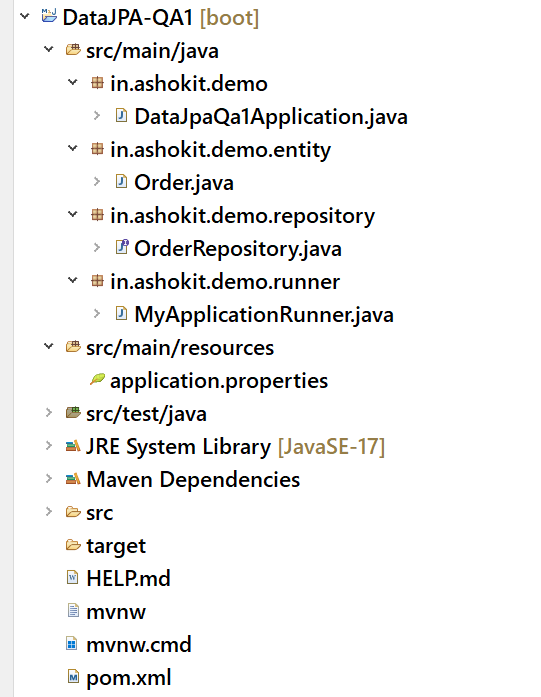 DataJPA-QA1 [boot]
src/main/java
in.ashokit.demo
DataJpaQa1Application.java
in.ashokit.demo.entity
Order.java
in.ashokit.demo.repository
OrderRepository.java
in.ashokit.demo.runner
MyApplicationRunner.java
src/main/resources
application.properties
src/test/java
JRE System Library [JavaSE-17]
Maven Dependencies
src
target
HELP.md
mvnw
mvnw.cmd
pom.xml